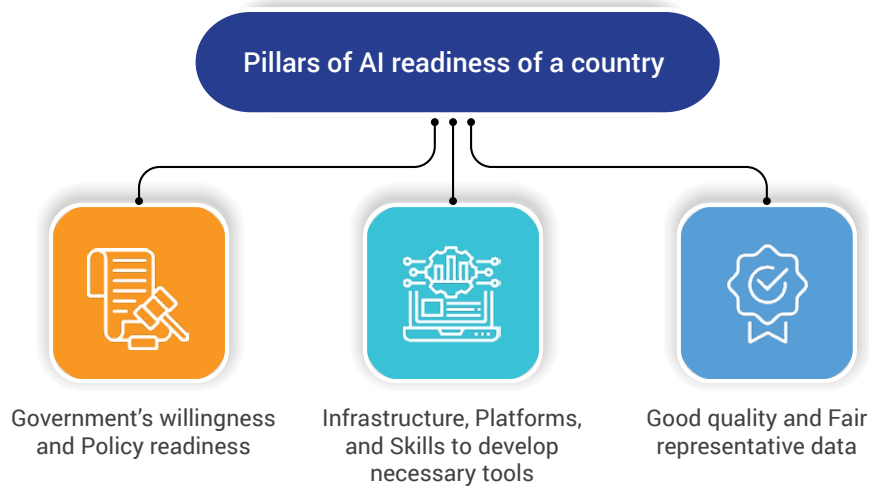 Pillars of AI readiness of a country
Government’s willingness
and Policy readiness
Infrastructure, Platforms,
and Skills to develop
necessary tools
Good quality and Fair
representative data